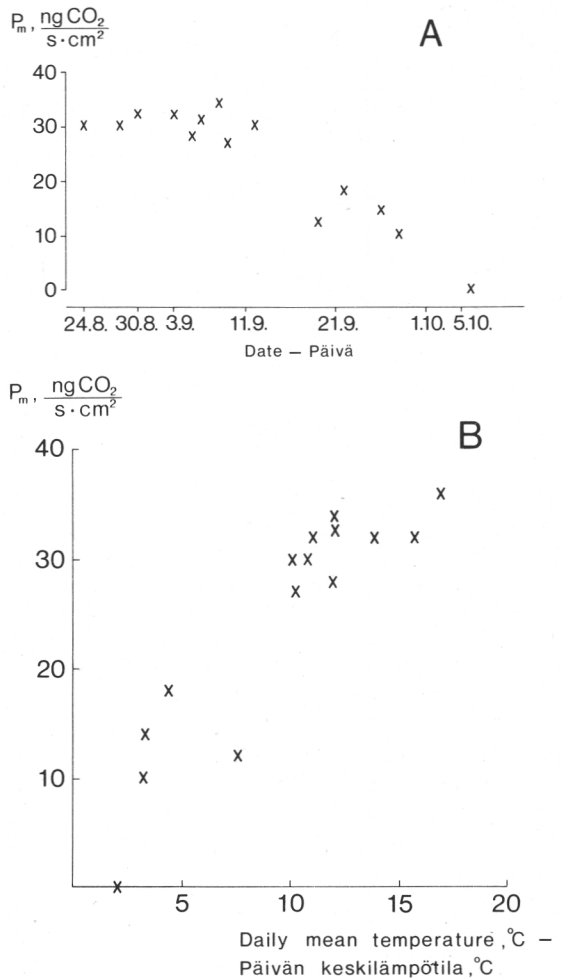 Pm, ng CO2
s·cm2
A
40
30
20
10
0
24.8. 30.8. 3.9. 11.9. 21.9. 1.10. 5.10.
Date – Päivä
Pm, ng CO2
s·cm2
B
40
30
20
10
5 10 15 20
Daily mean temperature, °C –
Päivän keskilämpötila, °C